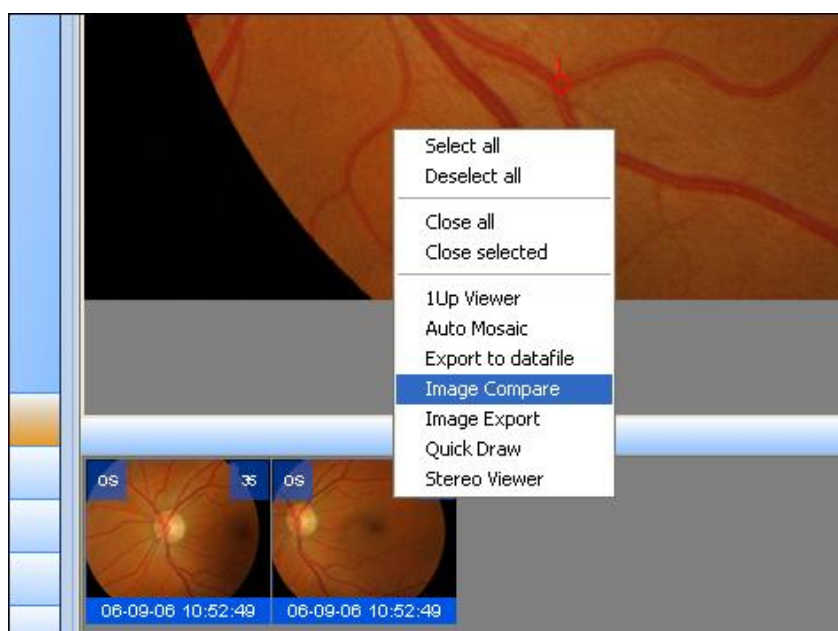 Select all
Deselect all
Close all
Close selected
1Up Viewer
Auto Mosaic
Export to datafile
Image Compare
Image Export
Quick Draw
Stereo Viewer
OS 35 OS
06-09-06 10:52:49 06-09-06 10:52:49